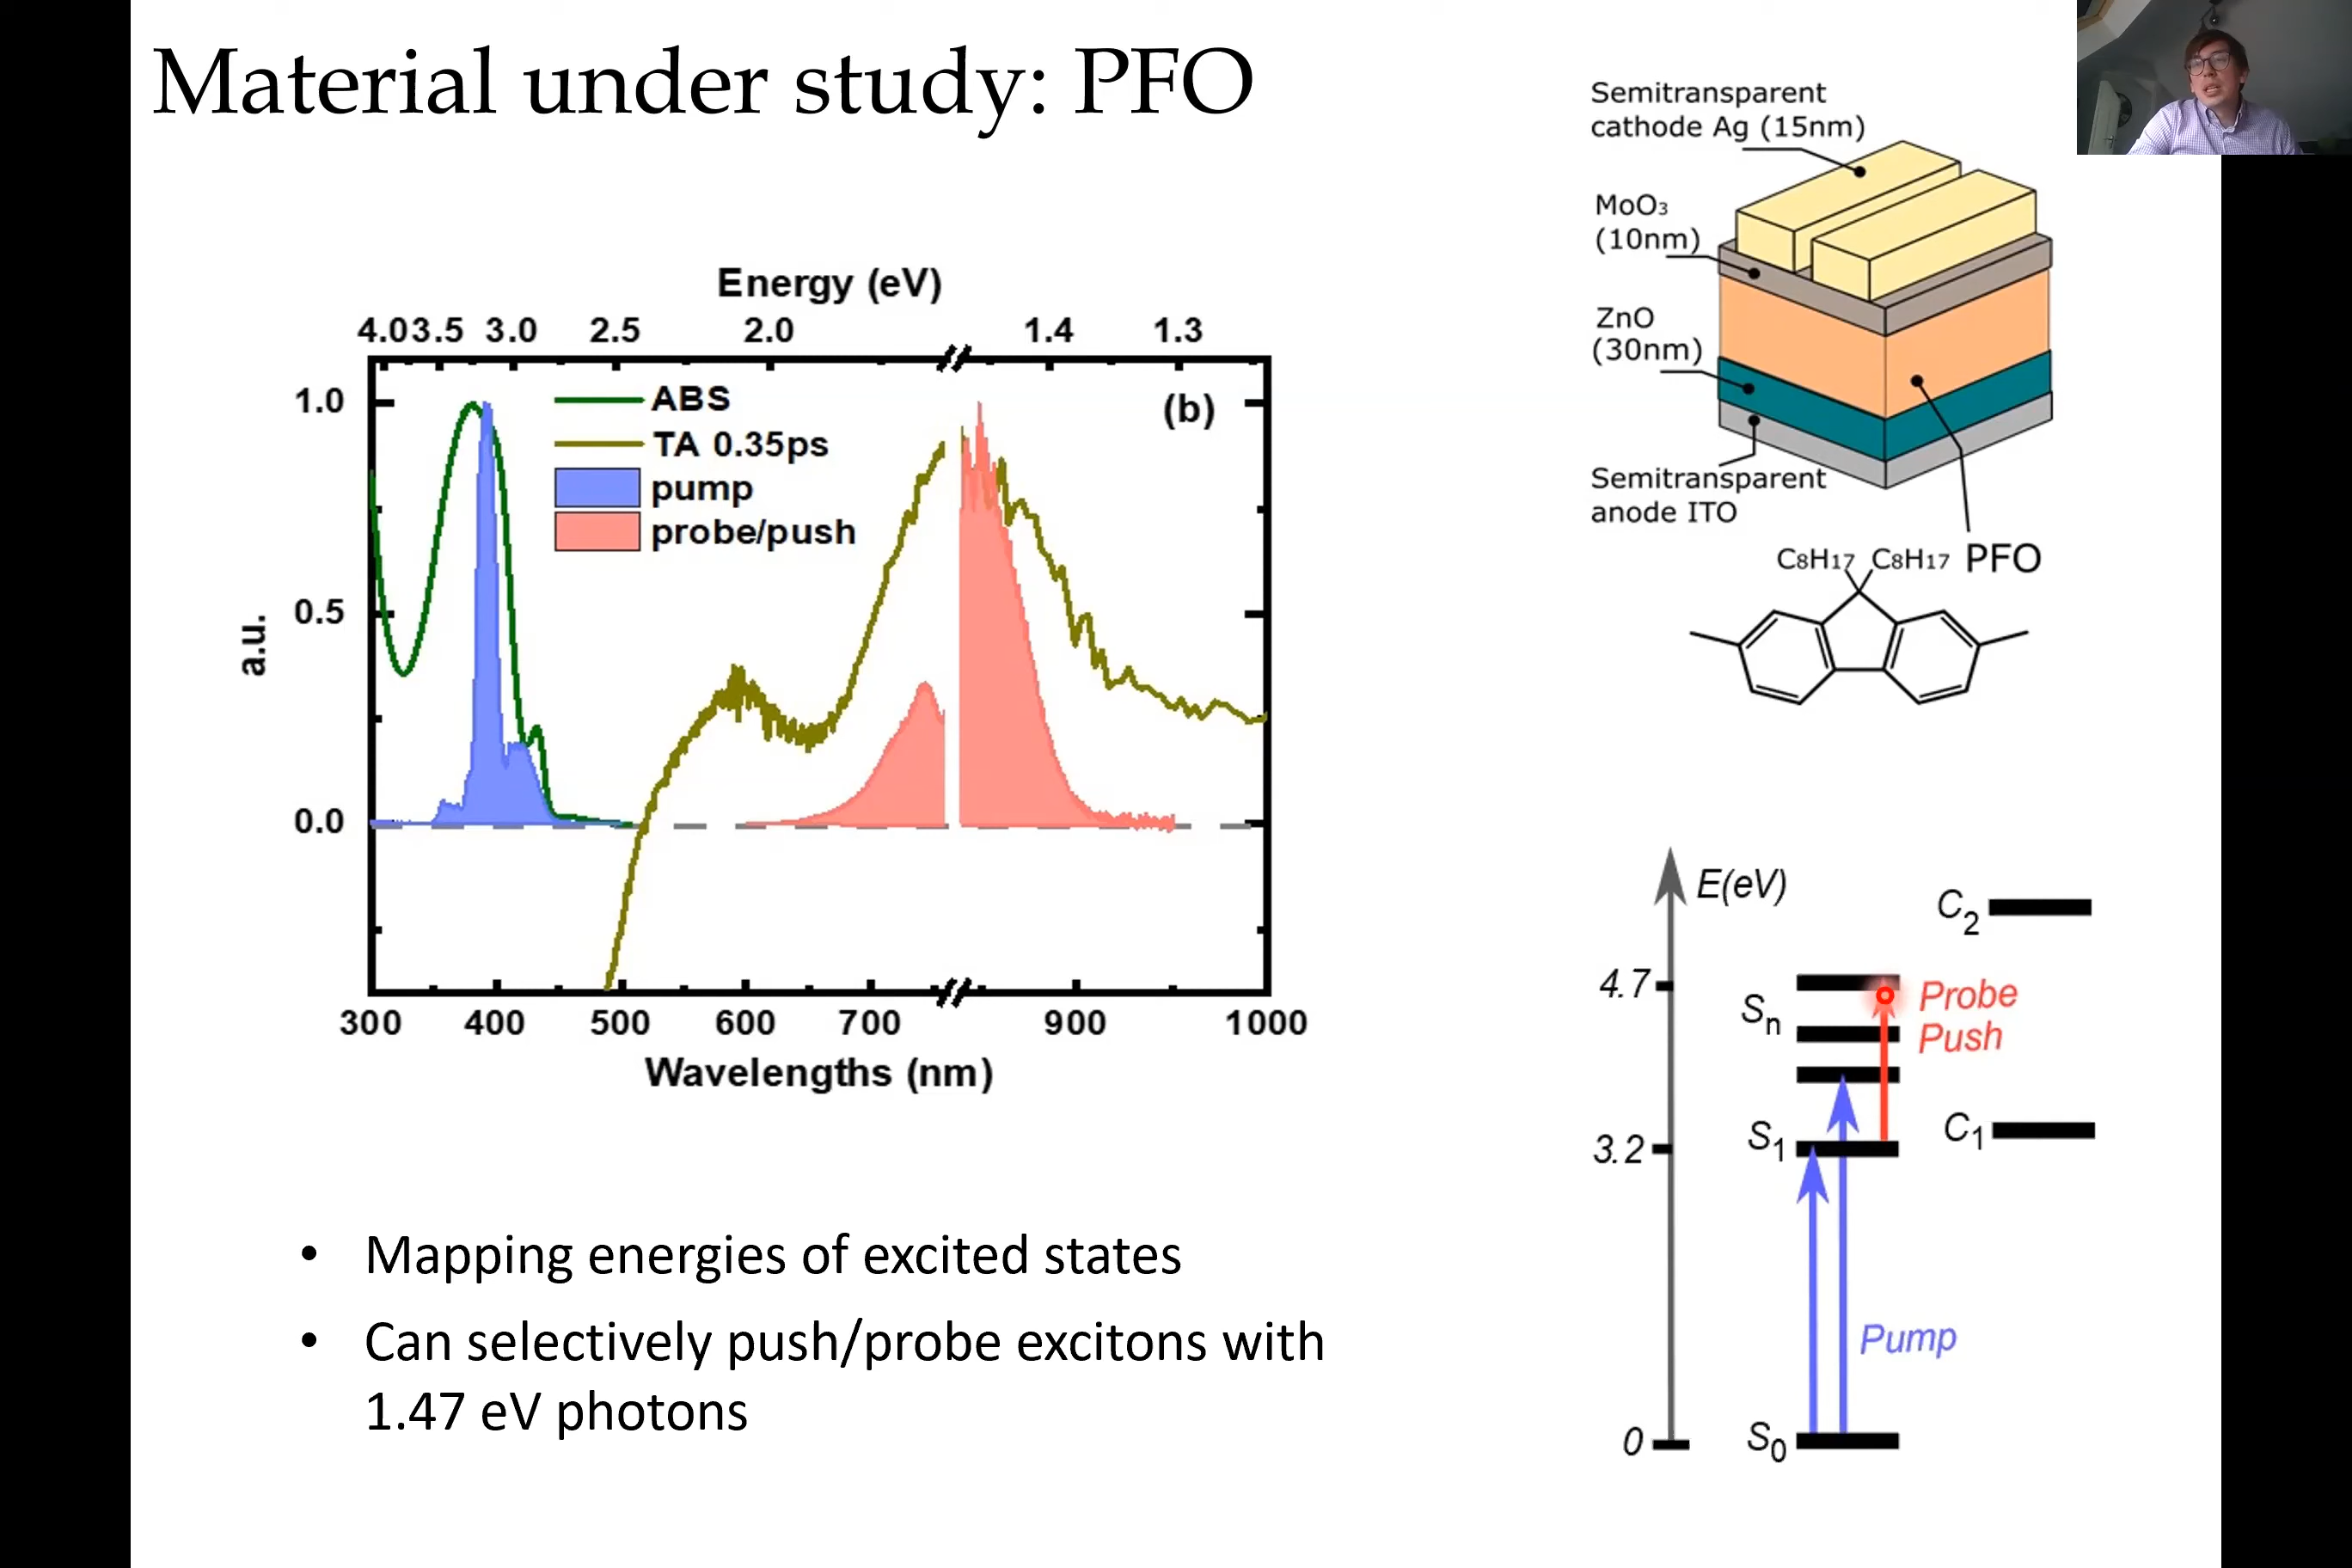 Material under study: PFO
Energy (eV)
4.0 3.5 3.0 2.5 2.0 1.4 1.3
1.0
0.5
0.0
a.u.
ABS
TA 0.35ps
pump
probe/push
(b)
300 400 500 600 700 900 1000
Wavelengths (nm)
Mapping energies of excited states
Can selectively push/probe excitons with
1.47 eV photons
Semitransparent
cathode Ag (15nm)
MoO₃
(10nm)
ZnO
(30nm)
Semitransparent
anode ITO
C₈H₁₇ C₈H₁₇ PFO
E(eV)
C₂
4.7
Sₙ
Probe
Push
3.2
S₁
C₁
Pump
0
S₀